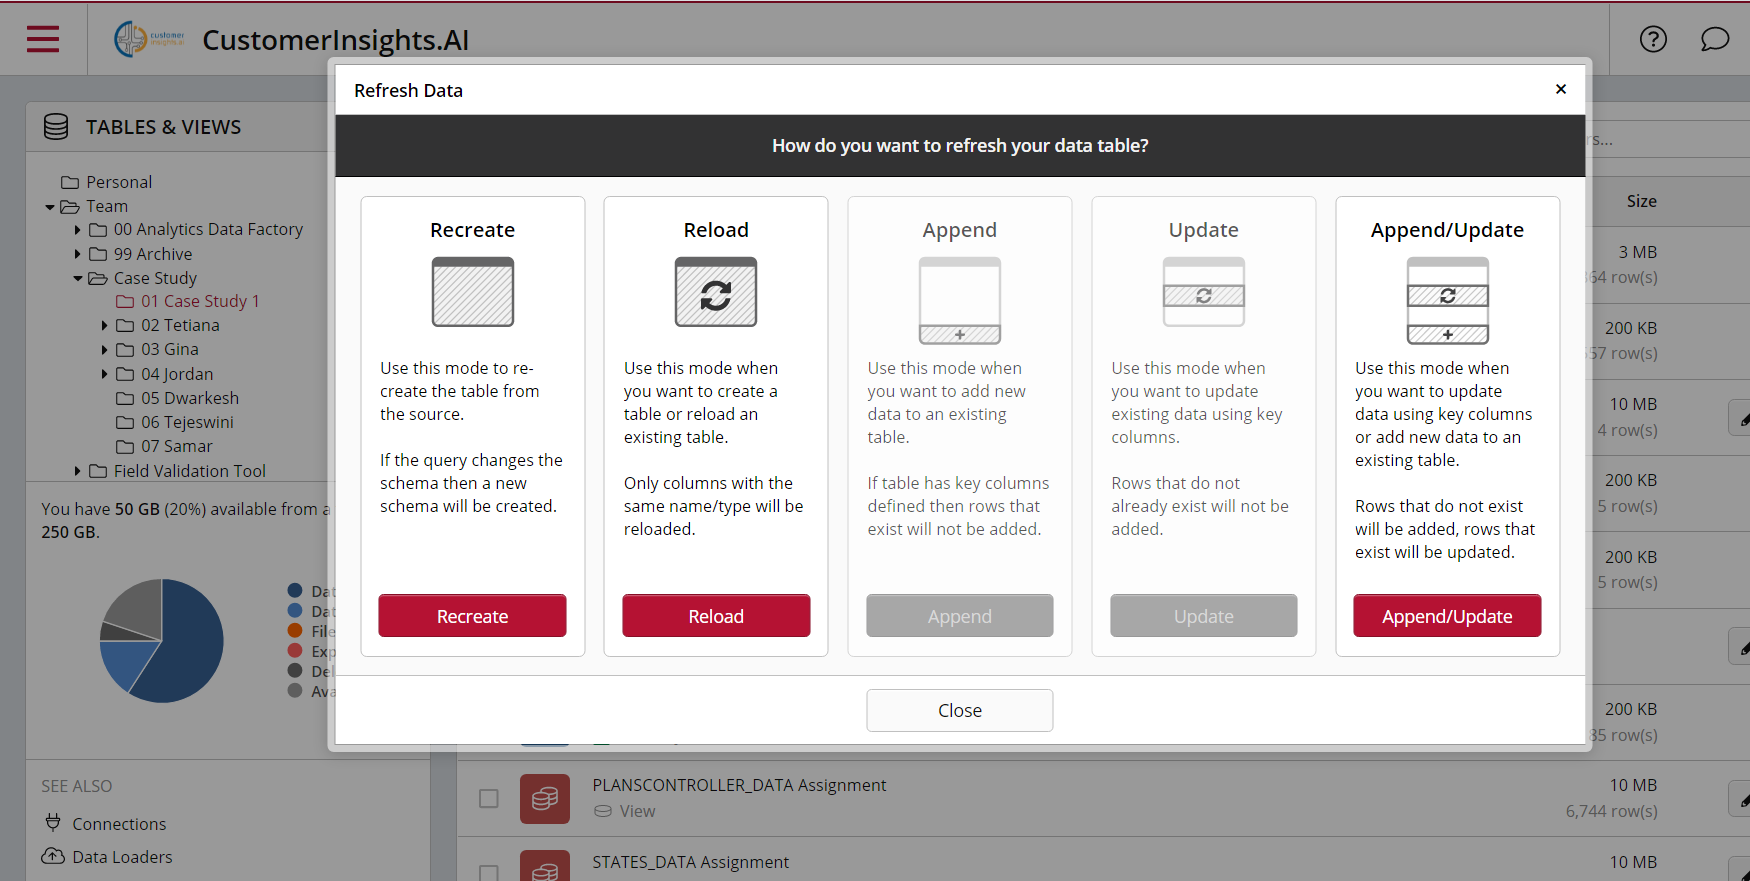 customer
insights.ai
CustomerInsights.AI
Refresh Data
×
How do you want to refresh your data table?
TABLES & VIEWS
Personal
Team
00 Analytics Data Factory
99 Archive
Case Study
01 Case Study 1
02 Tetiana
03 Gina
04 Jordan
05 Dwarkesh
06 Tejeswini
07 Samar
Field Validation Tool
You have 50 GB (20%) available from a
250 GB.
SEE ALSO
Connections
Data Loaders
Recreate
Use this mode to re-
create the table from
the source.
If the query changes the
schema then a new
schema will be created.
Recreate
Reload
Use this mode when
you want to create a
table or reload an
existing table.
Only columns with the
same name/type will be
reloaded.
Reload
Append
Use this mode when
you want to add new
data to an existing
table.
If table has key columns
defined then rows that
exist will not be added.
Append
Update
Use this mode when
you want to update
existing data using key
columns.
Rows that do not
already exist will not be
added.
Update
Append/Update
Use this mode when
you want to update
data using key columns
or add new data to an
existing table.
Rows that do not exist
will be added, rows that
exist will be updated.
Append/Update
Close
Size
3 MB
row(s)
200 KB
row(s)
10 MB
4 row(s)
200 KB
5 row(s)
200 KB
5 row(s)
200 KB
row(s)
PLANSCONTROLLER_DATA Assignment
View
10 MB
6,744 row(s)
STATES_DATA Assignment
10 MB